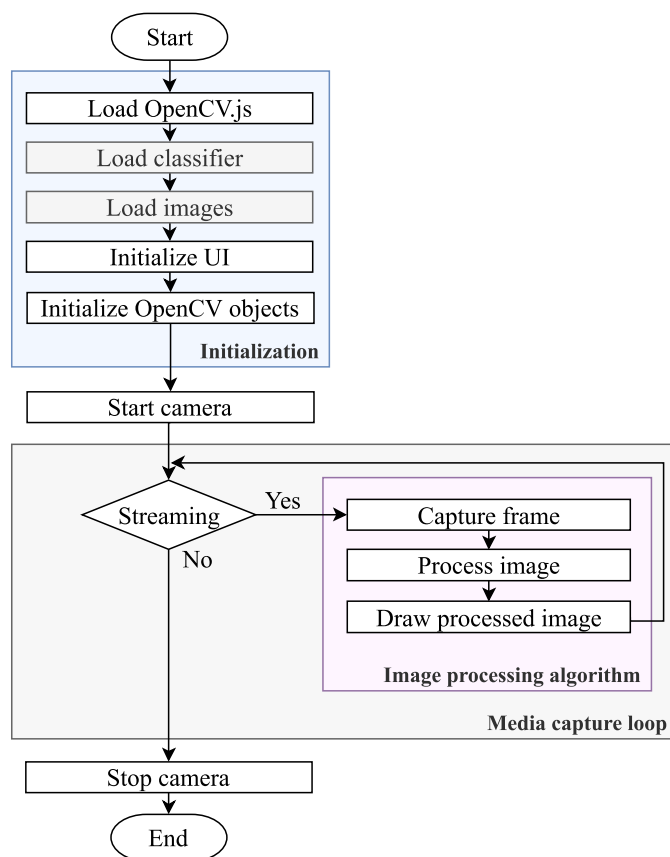 Start
Load OpenCV.js
Load classifier
Load images
Initialize UI
Initialize OpenCV objects
Initialization
Start camera
Streaming
Yes
No
Capture frame
Process image
Draw processed image
Image processing algorithm
Media capture loop
Stop camera
End